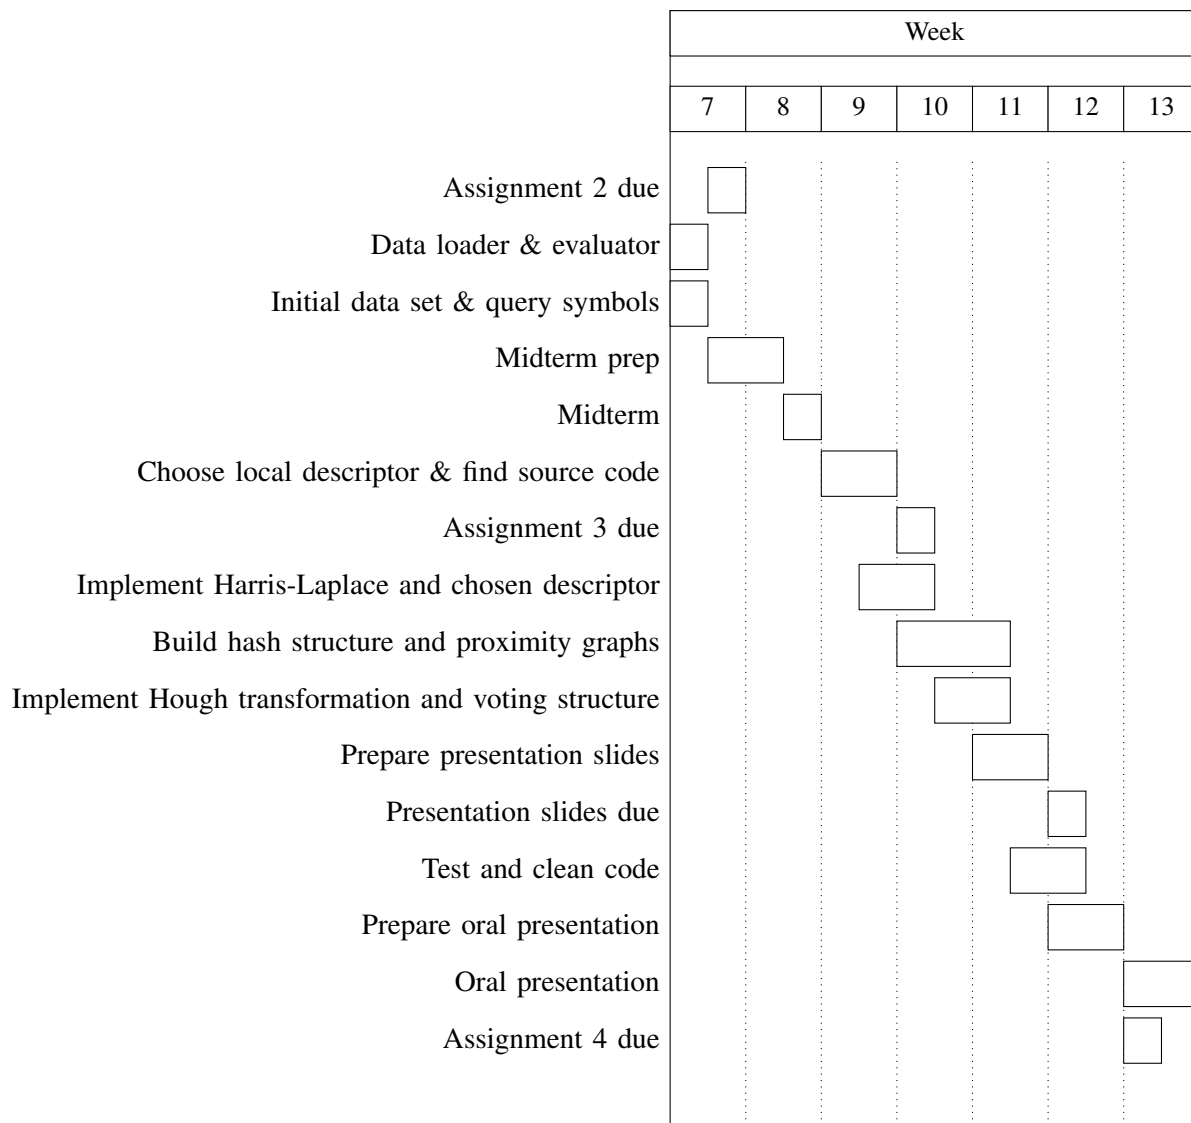 Week
7 8 9 10 11 12 13
Assignment 2 due
Data loader & evaluator
Initial data set & query symbols
Midterm prep
Midterm
Choose local descriptor & find source code
Assignment 3 due
Implement Harris-Laplace and chosen descriptor
Build hash structure and proximity graphs
Implement Hough transformation and voting structure
Prepare presentation slides
Presentation slides due
Test and clean code
Prepare oral presentation
Oral presentation
Assignment 4 due